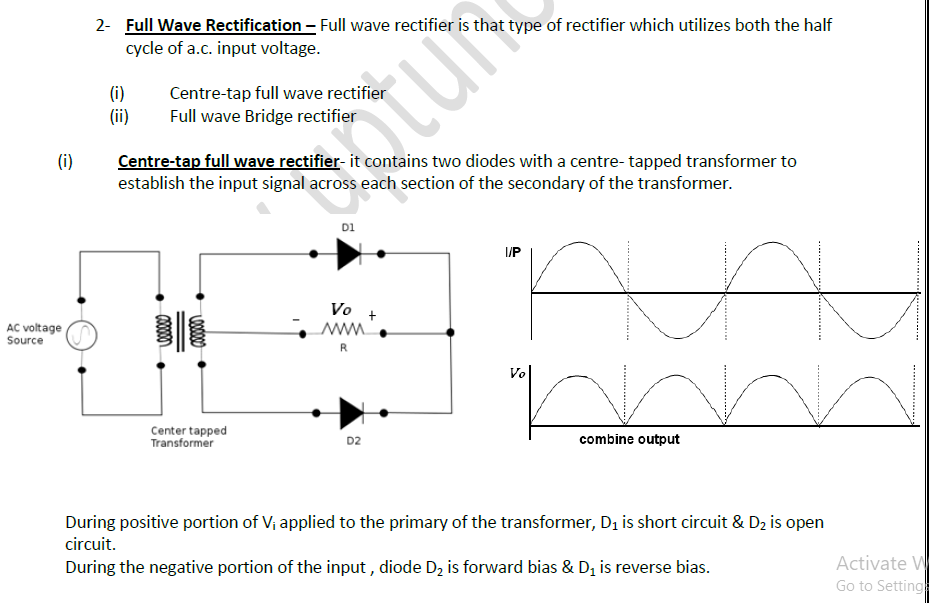 2- Full Wave Rectification – Full wave rectifier is that type of rectifier which utilizes both the half
cycle of a.c. input voltage.
(i) Centre-tap full wave rectifier
(ii) Full wave Bridge rectifier
(i) Centre-tap full wave rectifier- it contains two diodes with a centre- tapped transformer to
establish the input signal across each section of the secondary of the transformer.
D1
Vo
- +
R
AC voltage
Source
Center tapped
Transformer
D2
I/P
Vo
combine output
During positive portion of Vi applied to the primary of the transformer, D1 is short circuit & D2 is open
circuit.
During the negative portion of the input , diode D2 is forward bias & D1 is reverse bias.
Activate
Go to Setting